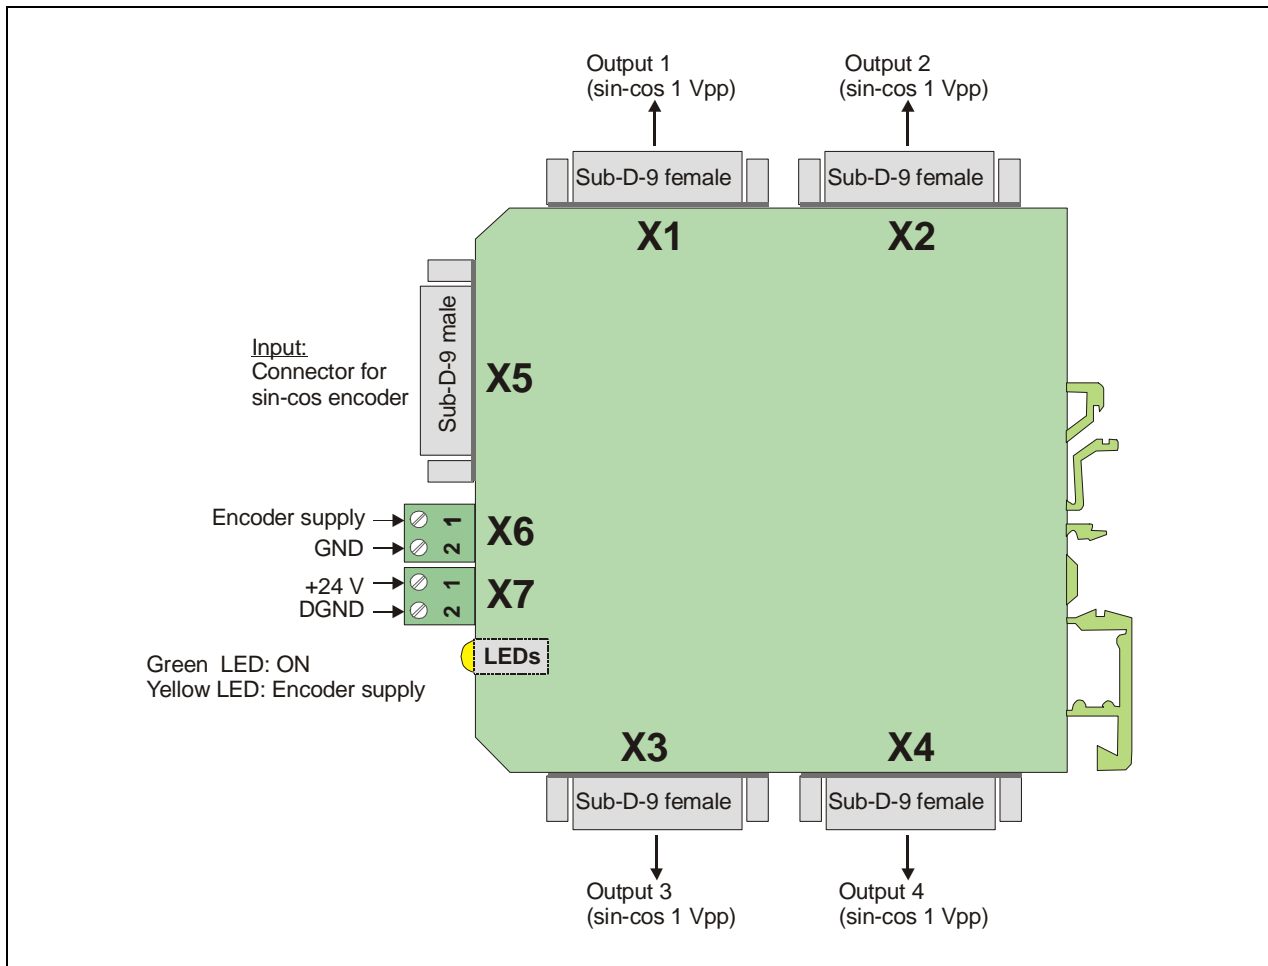 Output 1
(sin-cos 1 Vpp)
Output 2
(sin-cos 1 Vpp)
Sub-D-9 female
Sub-D-9 female
X1
X2
Sub-D-9 male
Input:
Connector for
sin-cos encoder
X5
Encoder supply
1
GND
2
X6
+24 V
1
DGND
2
X7
LEDs
Green LED: ON
Yellow LED: Encoder supply
X3
X4
Sub-D-9 female
Sub-D-9 female
Output 3
(sin-cos 1 Vpp)
Output 4
(sin-cos 1 Vpp)